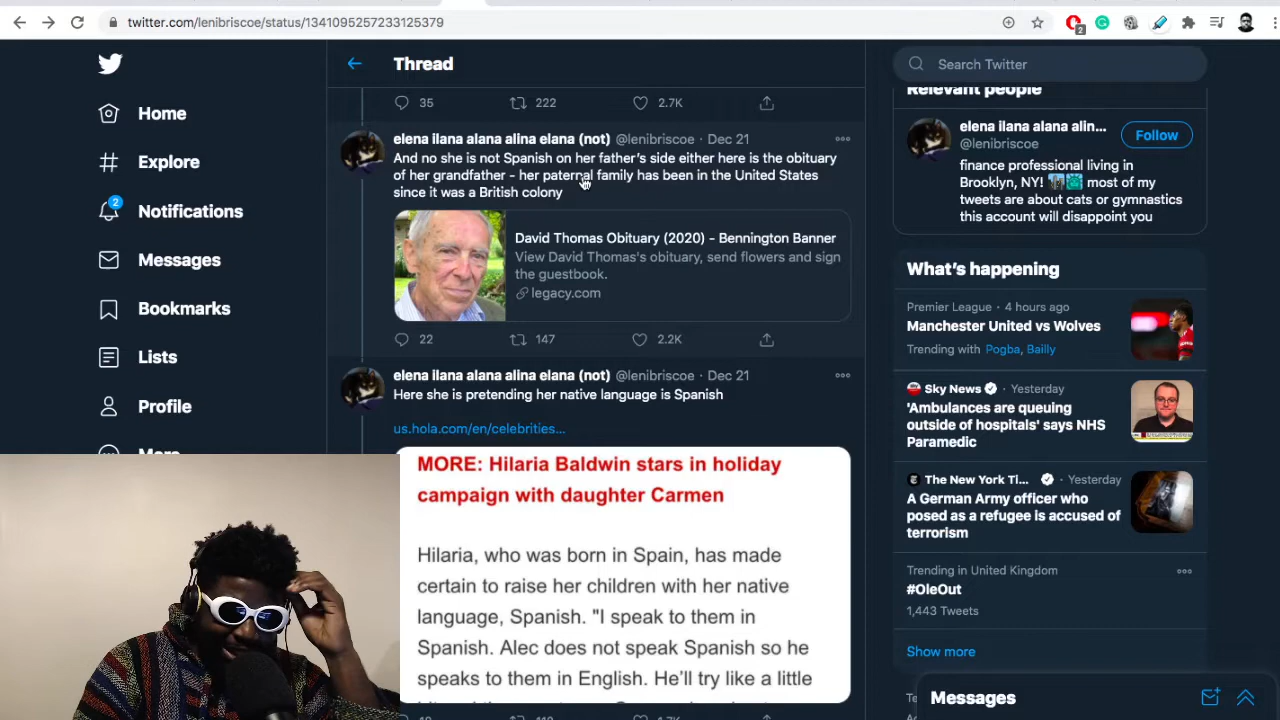 twitter.com/lenibriscoe/status/1341095257233125379
2
Home
Explore
2
Notifications
Messages
Bookmarks
Lists
Profile
More
Thread
35
222
2.7K
elena ilana alana alina elana (not) @lenibriscoe · Dec 21
And no she is not Spanish on her father's side either here is the obituary
of her grandfather - her paternal family has been in the United States
since it was a British colony
David Thomas Obituary (2020) - Bennington Banner
View David Thomas's obituary, send flowers and sign
the guestbook.
legacy.com
22
147
2.2K
elena ilana alana alina elana (not) @lenibriscoe · Dec 21
Here she is pretending her native language is Spanish
us.hola.com/en/celebrities...
MORE: Hilaria Baldwin stars in holiday
campaign with daughter Carmen
Hilaria, who was born in Spain, has made
certain to raise her children with her native
language, Spanish. "I speak to them in
Spanish. Alec does not speak Spanish so he
speaks to them in English. He'll try like a little
Search Twitter
Relevant people
elena ilana alana alin...
@lenibriscoe
Follow
finance professional living in
Brooklyn, NY! most of my
tweets are about cats or gymnastics
this account will disappoint you
What's happening
Premier League · 4 hours ago
Manchester United vs Wolves
Trending with Pogba, Bailly
Sky News · Yesterday
'Ambulances are queuing
outside of hospitals' says NHS
Paramedic
The New York Ti... · Yesterday
A German Army officer who
posed as a refugee is accused of
terrorism
Trending in United Kingdom
#OleOut
1,443 Tweets
Show more
Messages